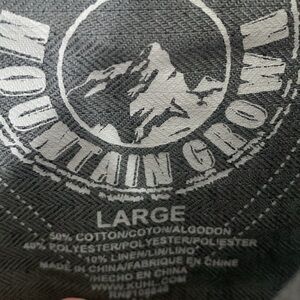 MOUNTAIN GROWN
LARGE
50% COTTON/COTON/ALGODON
40% POLYESTER/POLYESTER/POLIESTER
10% LINEN/LIN/LINO
MADE IN CHINA/FABRIQUE EN CHINE
/HECHO EN CHINA
WWW.KUHL.COM